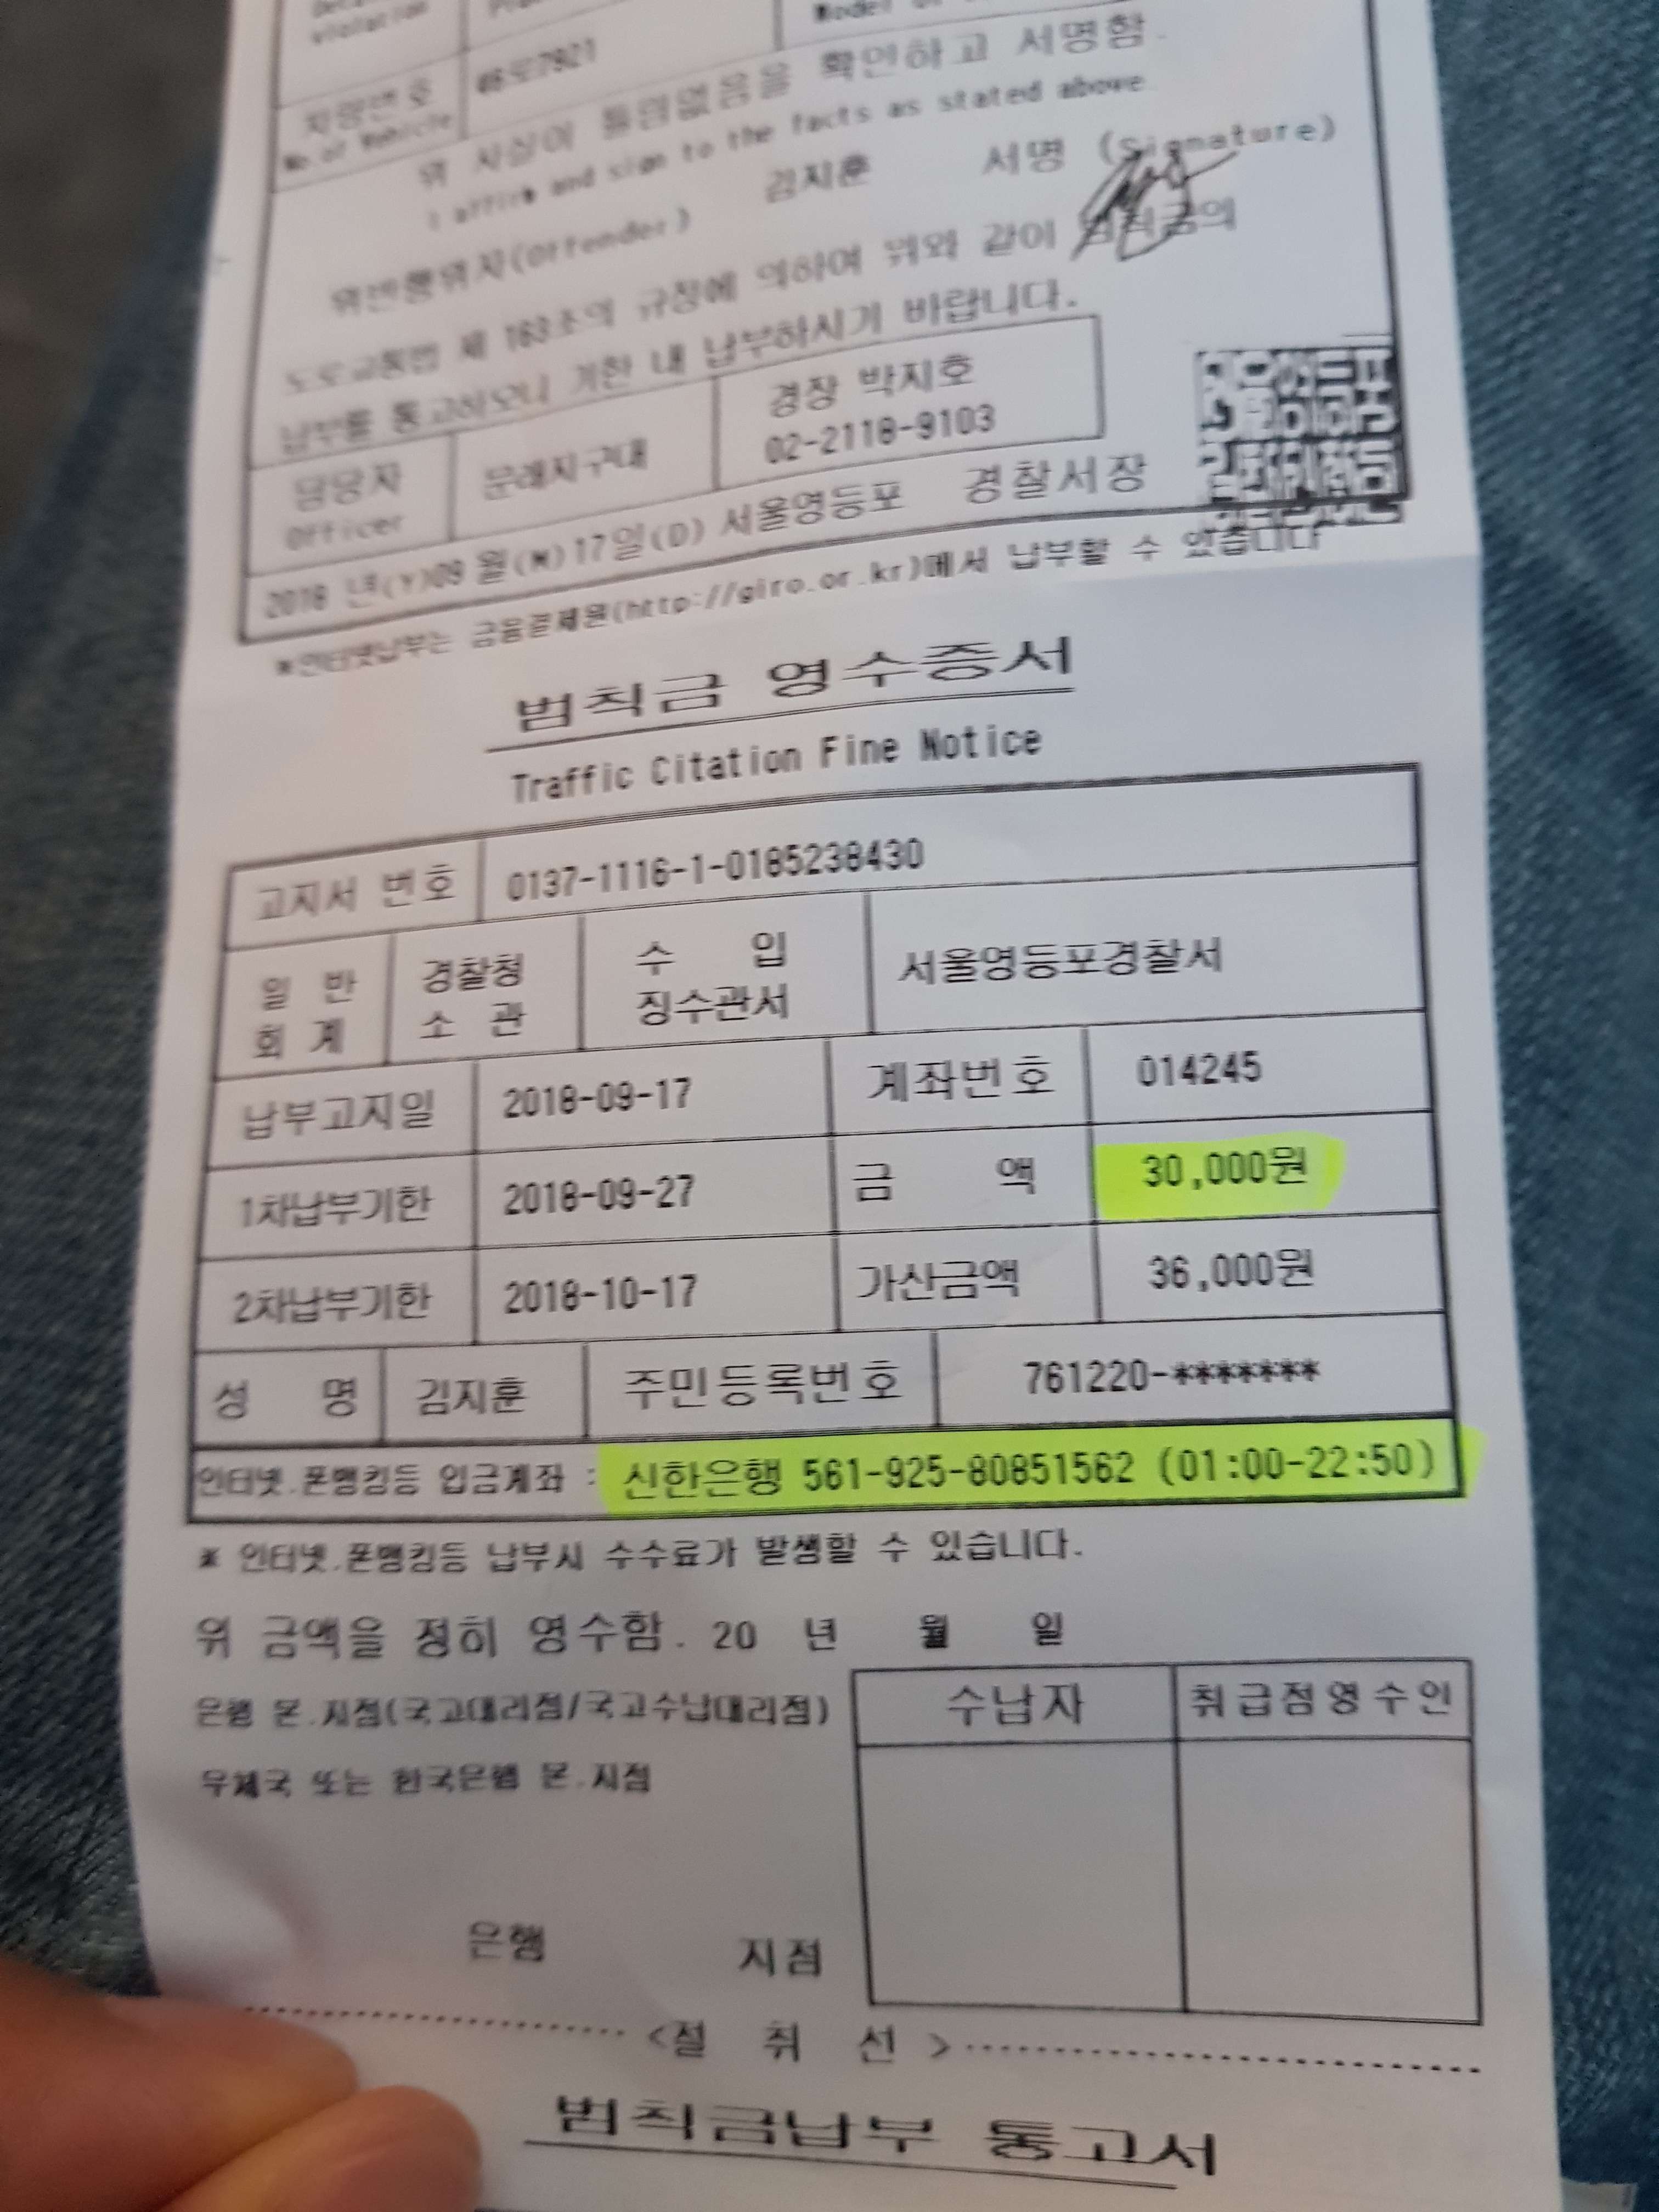 violation
Model of
차량번호
No.of Vehicle
위 사실이 틀림없음을 확인하고 서명함.
I affirm and sign to the facts as stated above
위반행위자(Offender) 김지훈 서명 (Signature)
도로교통법 제 163조의 규정에 의하여 위와 같이 범칙금의
납부를 통고하오니 기한 내 납부하시기 바랍니다.
담당자
Officer
문래지구대
경장 박지호
02-2118-9103
2018 년(Y)09 월(M)17일(D) 서울영등포 경찰서장
※인터넷납부는 금융결제원(http://giro.or.kr)에서 납부할 수 있습니다
범칙금 영수증서
Traffic Citation Fine Notice
고지서 번호 0137-1116-1-0185238430
일 반 회 계 경찰청 소 관 수 입 징수관서 서울영등포경찰서
납부고지일 2018-09-17 계좌번호 014245
1차납부기한 2018-09-27 금 액 30,000원
2차납부기한 2018-10-17 가산금액 36,000원
성 명 김지훈 주민등록번호 761220-*******
인터넷.폰뱅킹등 입금계좌 : 신한은행 561-925-80851562 (01:00-22:50)
※ 인터넷.폰뱅킹등 납부시 수수료가 발생할 수 있습니다.
위 금액을 정히 영수함. 20 년 월 일
은행 본.지점(국고대리점/국고수납대리점)
우체국 또는 한국은행 본.지점
수납자 취급점영수인
은행 지점
<절 취 선>
범칙금납부 통고서